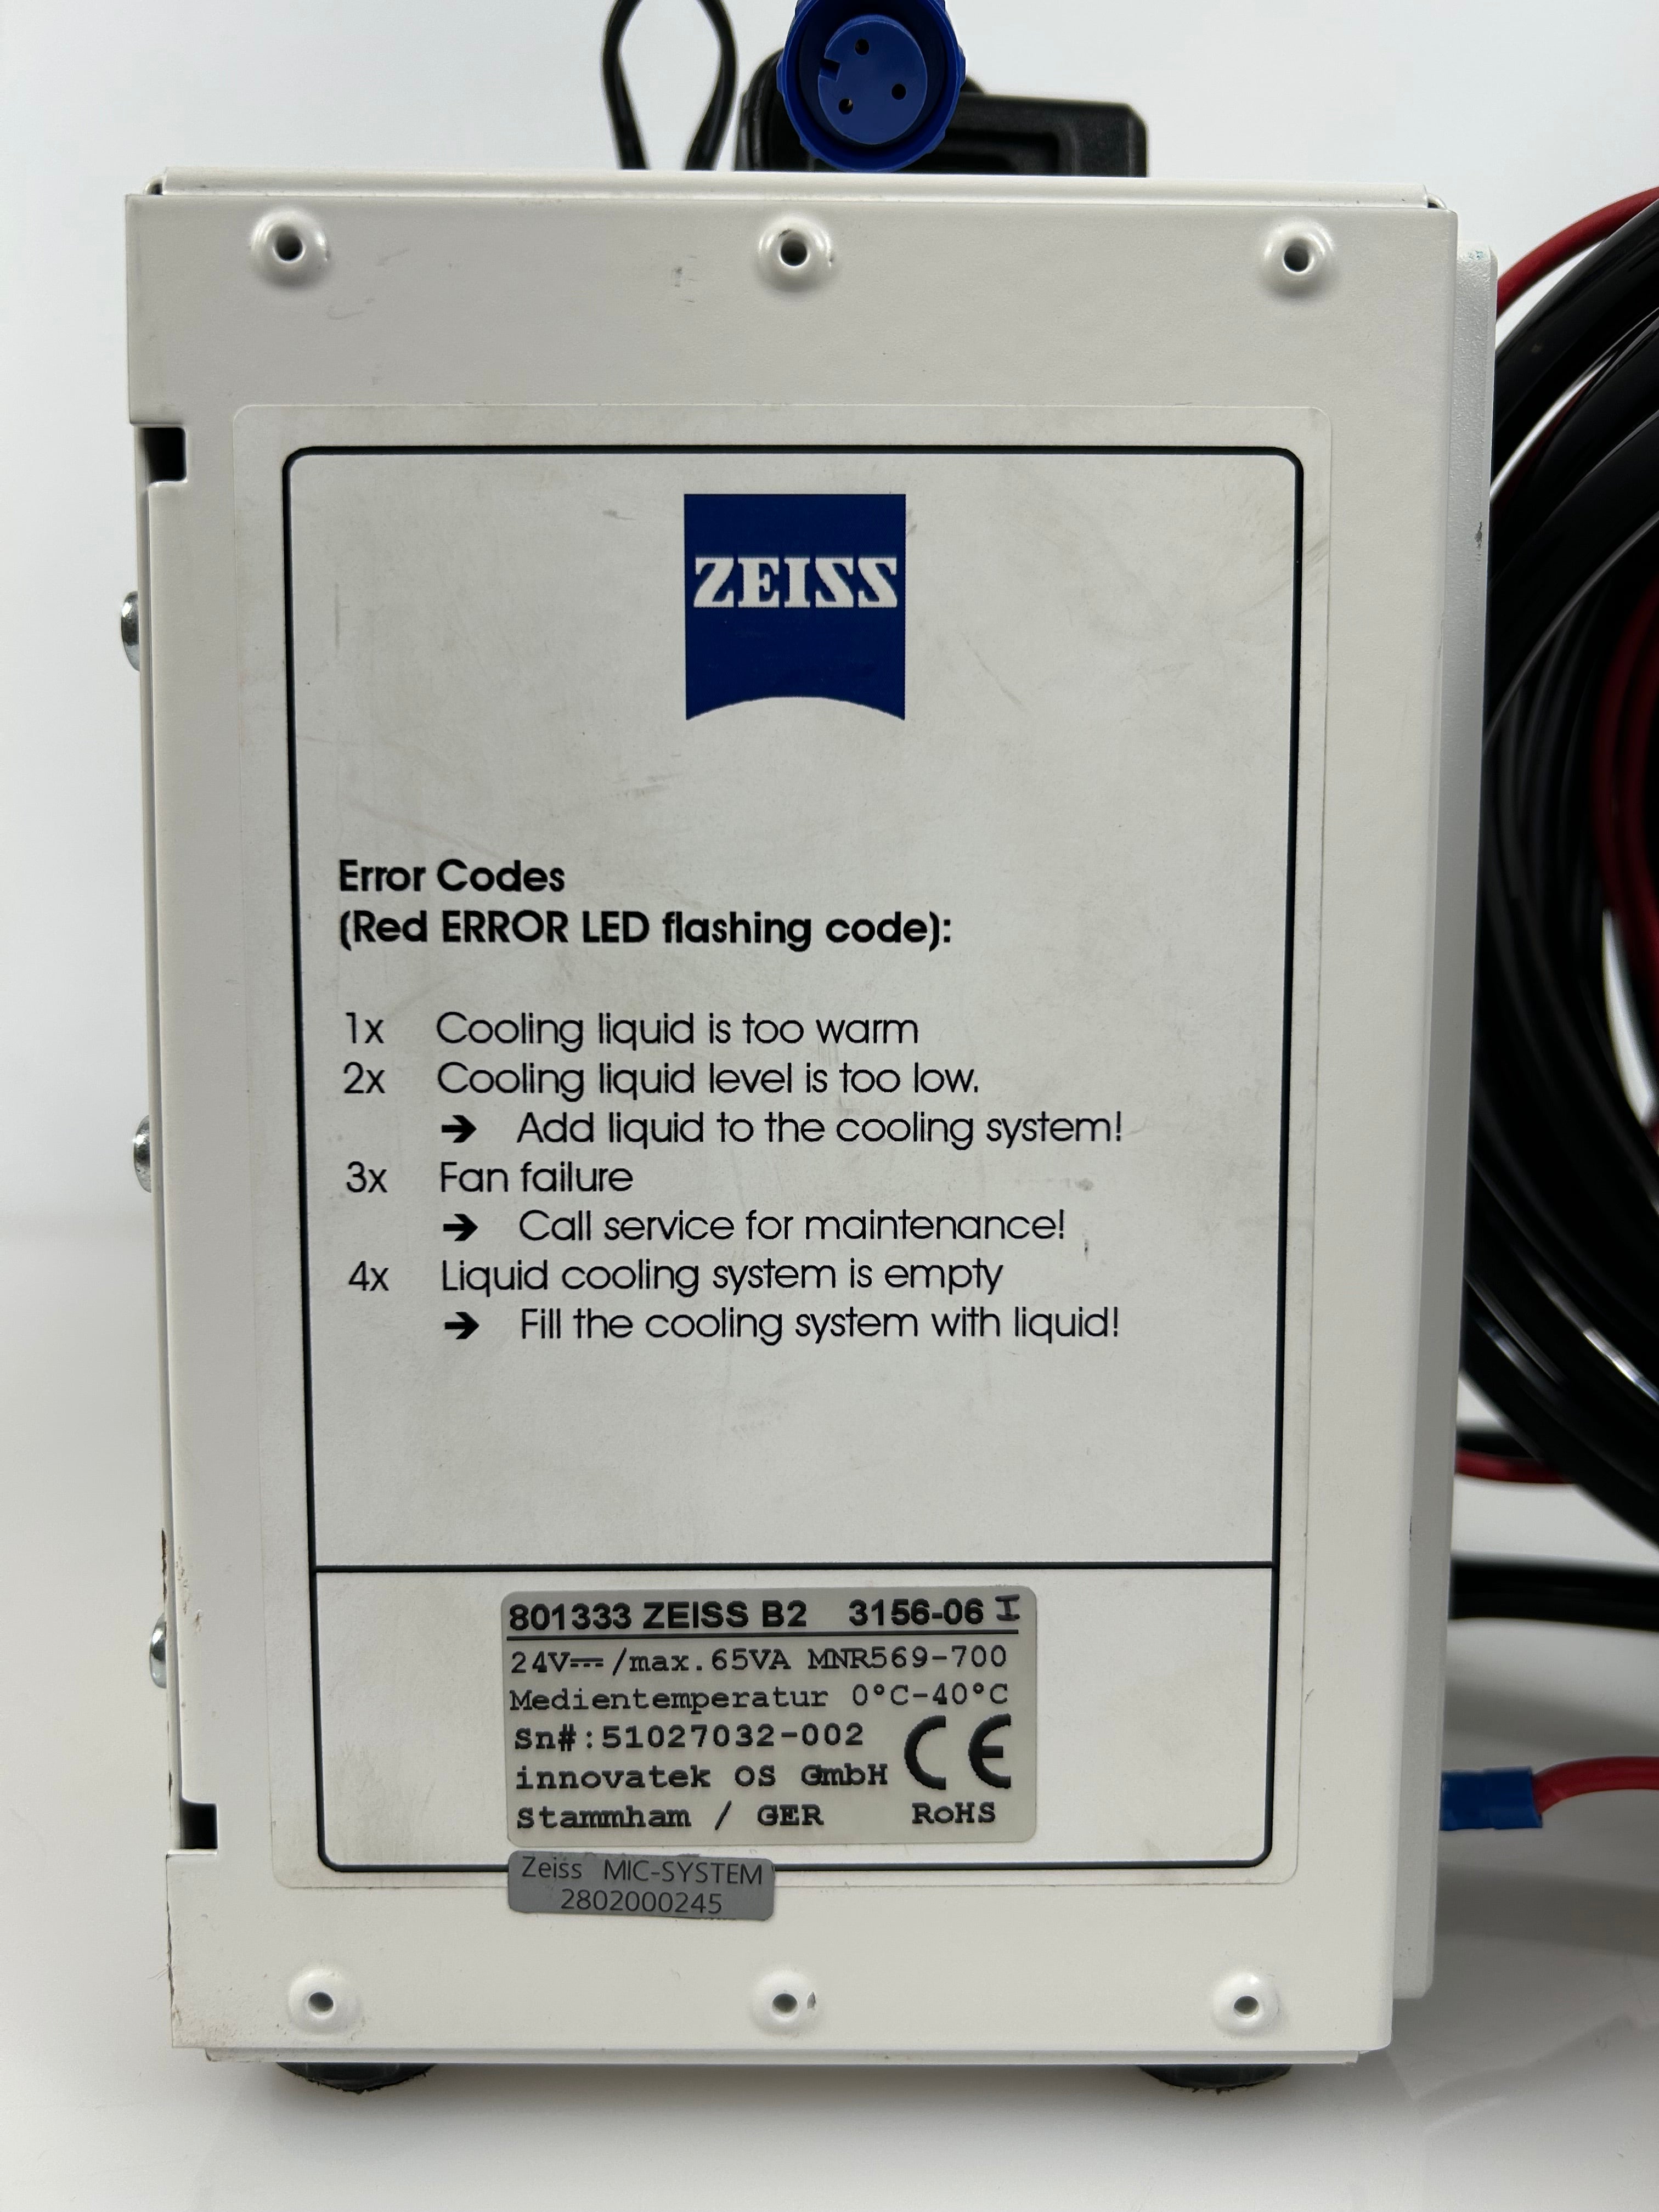 ZEISS
Error Codes
(Red ERROR LED flashing code):
1x Cooling liquid is too warm
2x Cooling liquid level is too low.
➔ Add liquid to the cooling system!
3x Fan failure
➔ Call service for maintenance!
4x Liquid cooling system is empty
➔ Fill the cooling system with liquid!
801333 ZEISS B2 3156-06 I
24V⎓/max.65VA MNR569-700
Medientemperatur 0°C-40°C
Sn#:51027032-002 CE
innovatek OS GmbH
Stammham / GER RoHS
Zeiss MIC-SYSTEM
2802000245